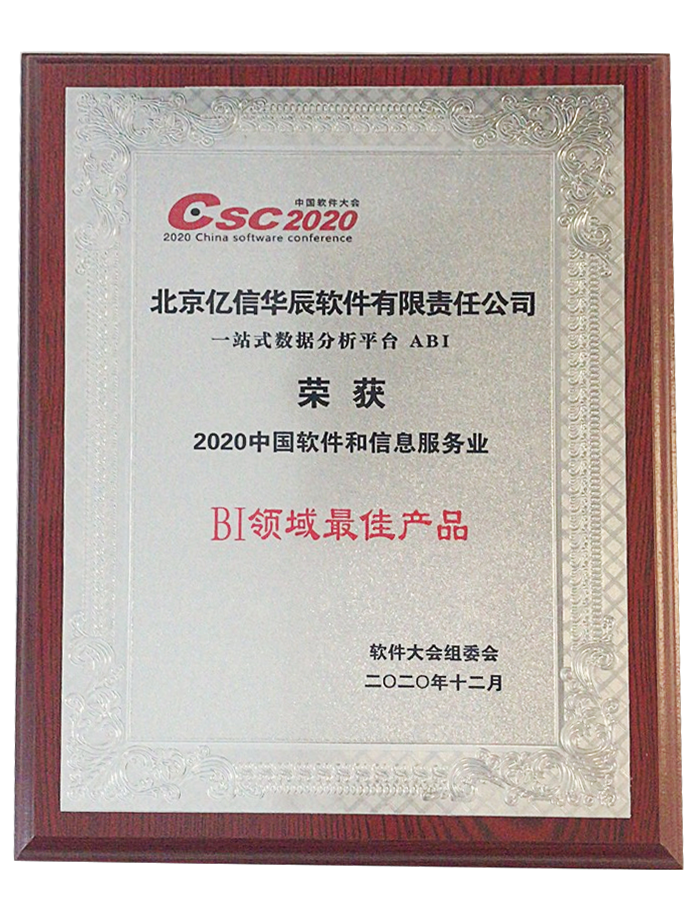 中国软件大会
CSC2020
2020 China software conference
北京亿信华辰软件有限责任公司
一站式数据分析平台 ABI
荣 获
2020中国软件和信息服务业
BI领域最佳产品
软件大会组委会
二〇二〇年十二月